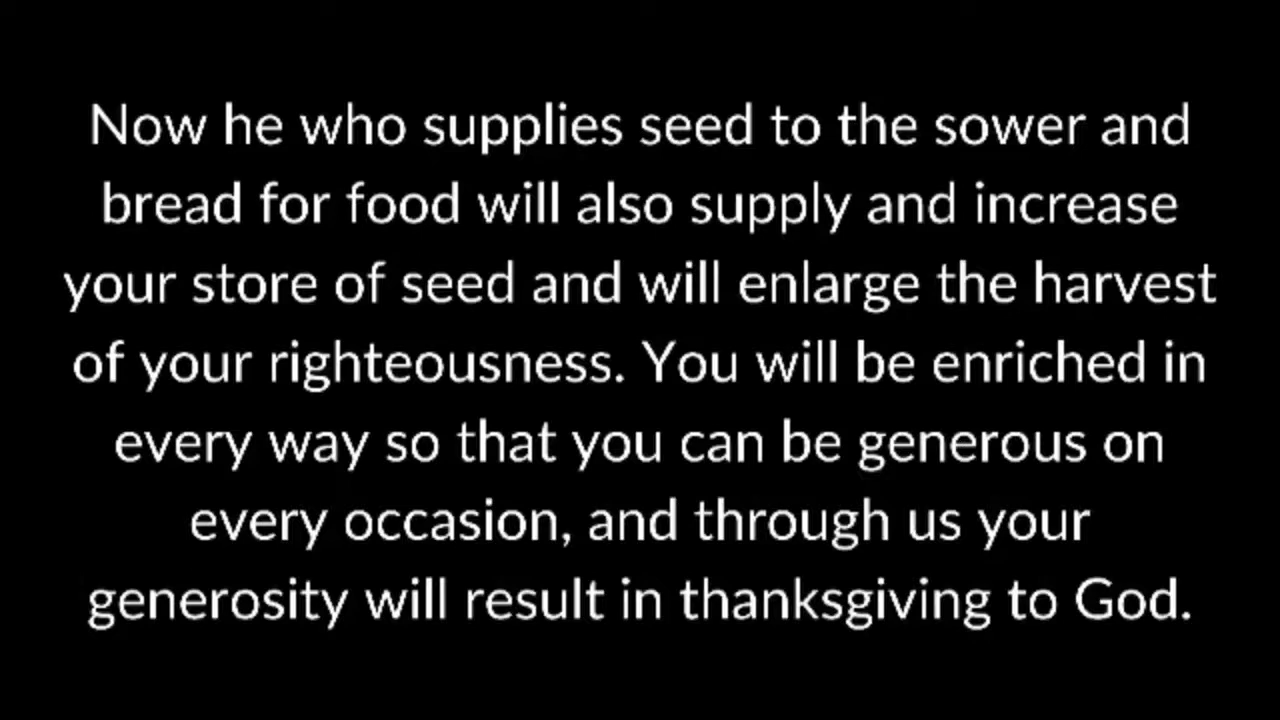 Now he who supplies seed to the sower and
bread for food will also supply and increase
your store of seed and will enlarge the harvest
of your righteousness. You will be enriched in
every way so that you can be generous on
every occasion, and through us your
generosity will result in thanksgiving to God.